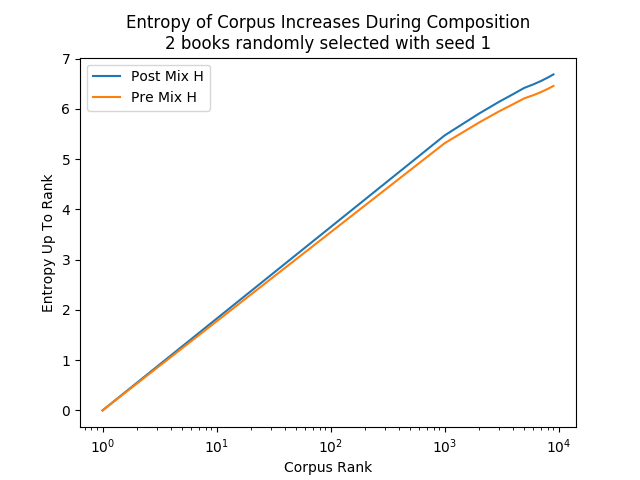 Entropy of Corpus Increases During Composition
2 books randomly selected with seed 1
Post Mix H
Pre Mix H
Entropy Up To Rank
7
6
5
4
3
2
1
0
10⁰ 10¹ 10² 10³ 10⁴
Corpus Rank